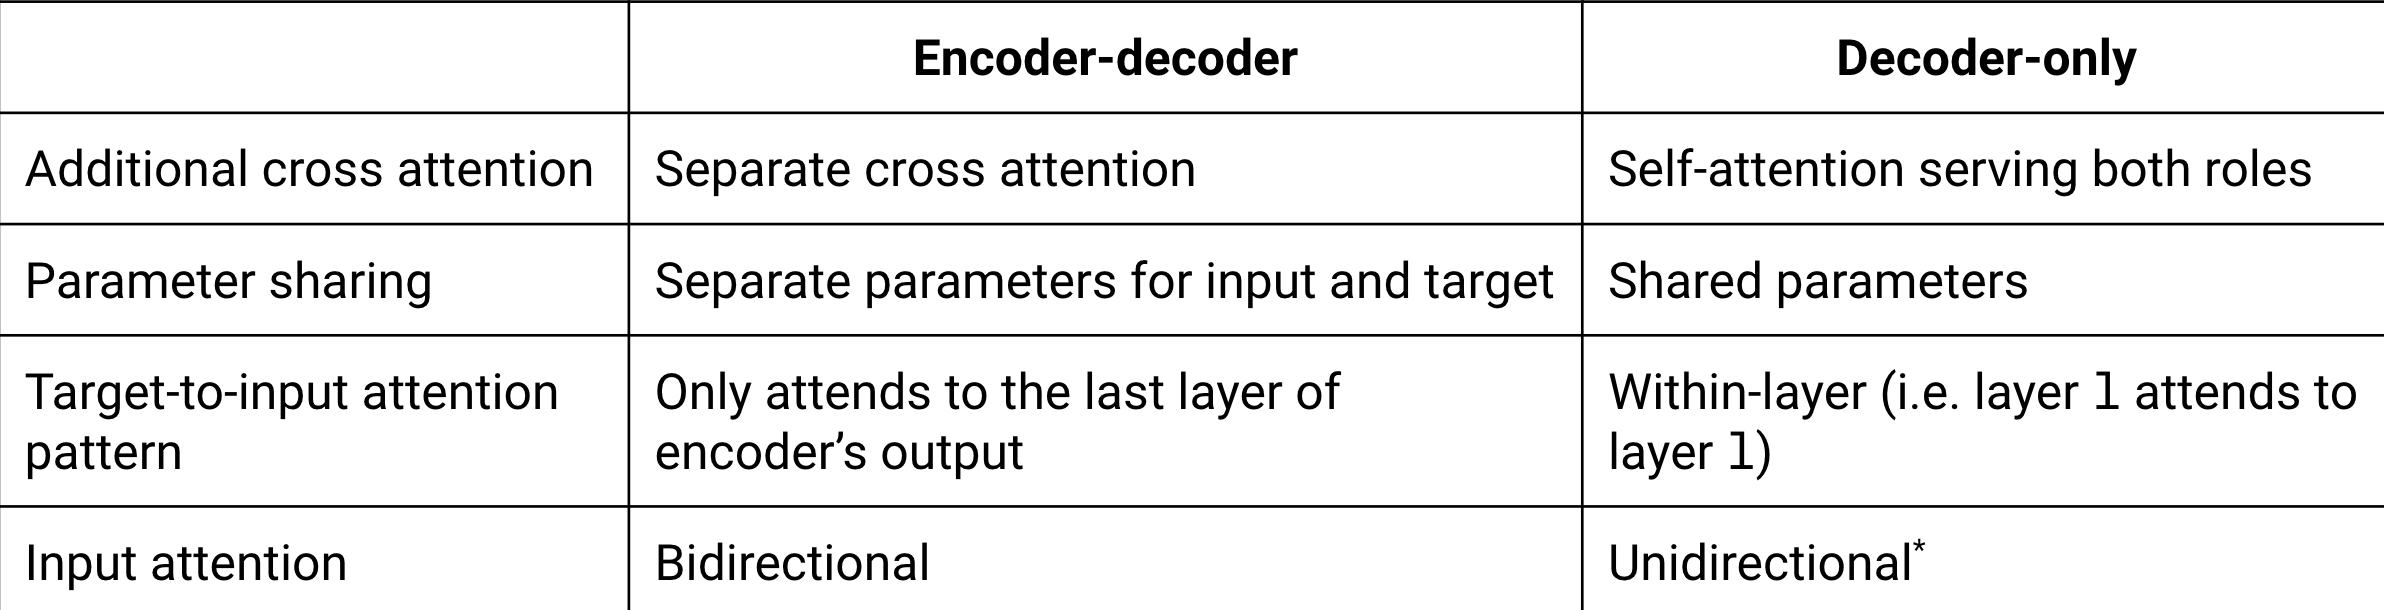 Encoder-decoder Decoder-only
Additional cross attention Separate cross attention Self-attention serving both roles
Parameter sharing Separate parameters for input and target Shared parameters
Target-to-input attention Only attends to the last layer of Within-layer (i.e. layer l attends to
pattern encoder’s output layer l)
Input attention Bidirectional Unidirectional*